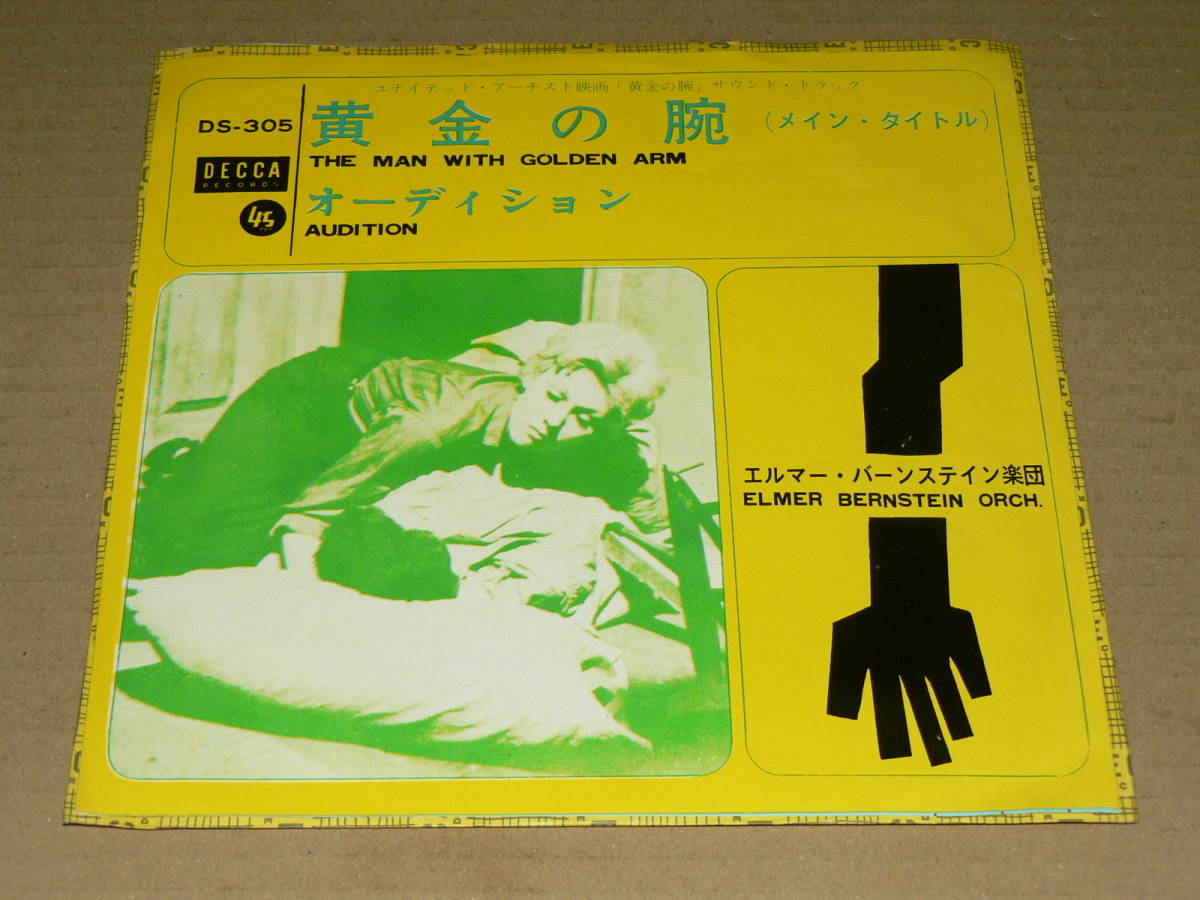 ユナイテッド・アーチスト映画「黄金の腕」サウンド・トラック
DS-305
黄金の腕(メイン・タイトル)
THE MAN WITH GOLDEN ARM
DECCA
RECORDS
オーディション
45
AUDITION
エルマー・バーンステイン楽団
ELMER BERNSTEIN ORCH.